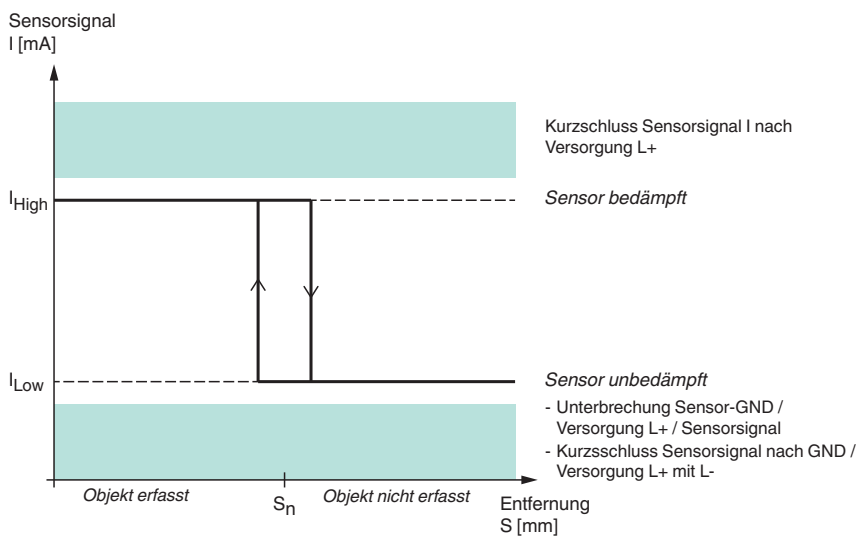 Sensorsignal
I [mA]
Kurzschluss Sensorsignal I nach
Versorgung L+
IHigh
Sensor bedämpft
ILow
Sensor unbedämpft
- Unterbrechung Sensor-GND /
Versorgung L+ / Sensorsignal
- Kurzsschluss Sensorsignal nach GND /
Versorgung L+ mit L-
Objekt erfasst
Sn
Objekt nicht erfasst
Entfernung
S [mm]